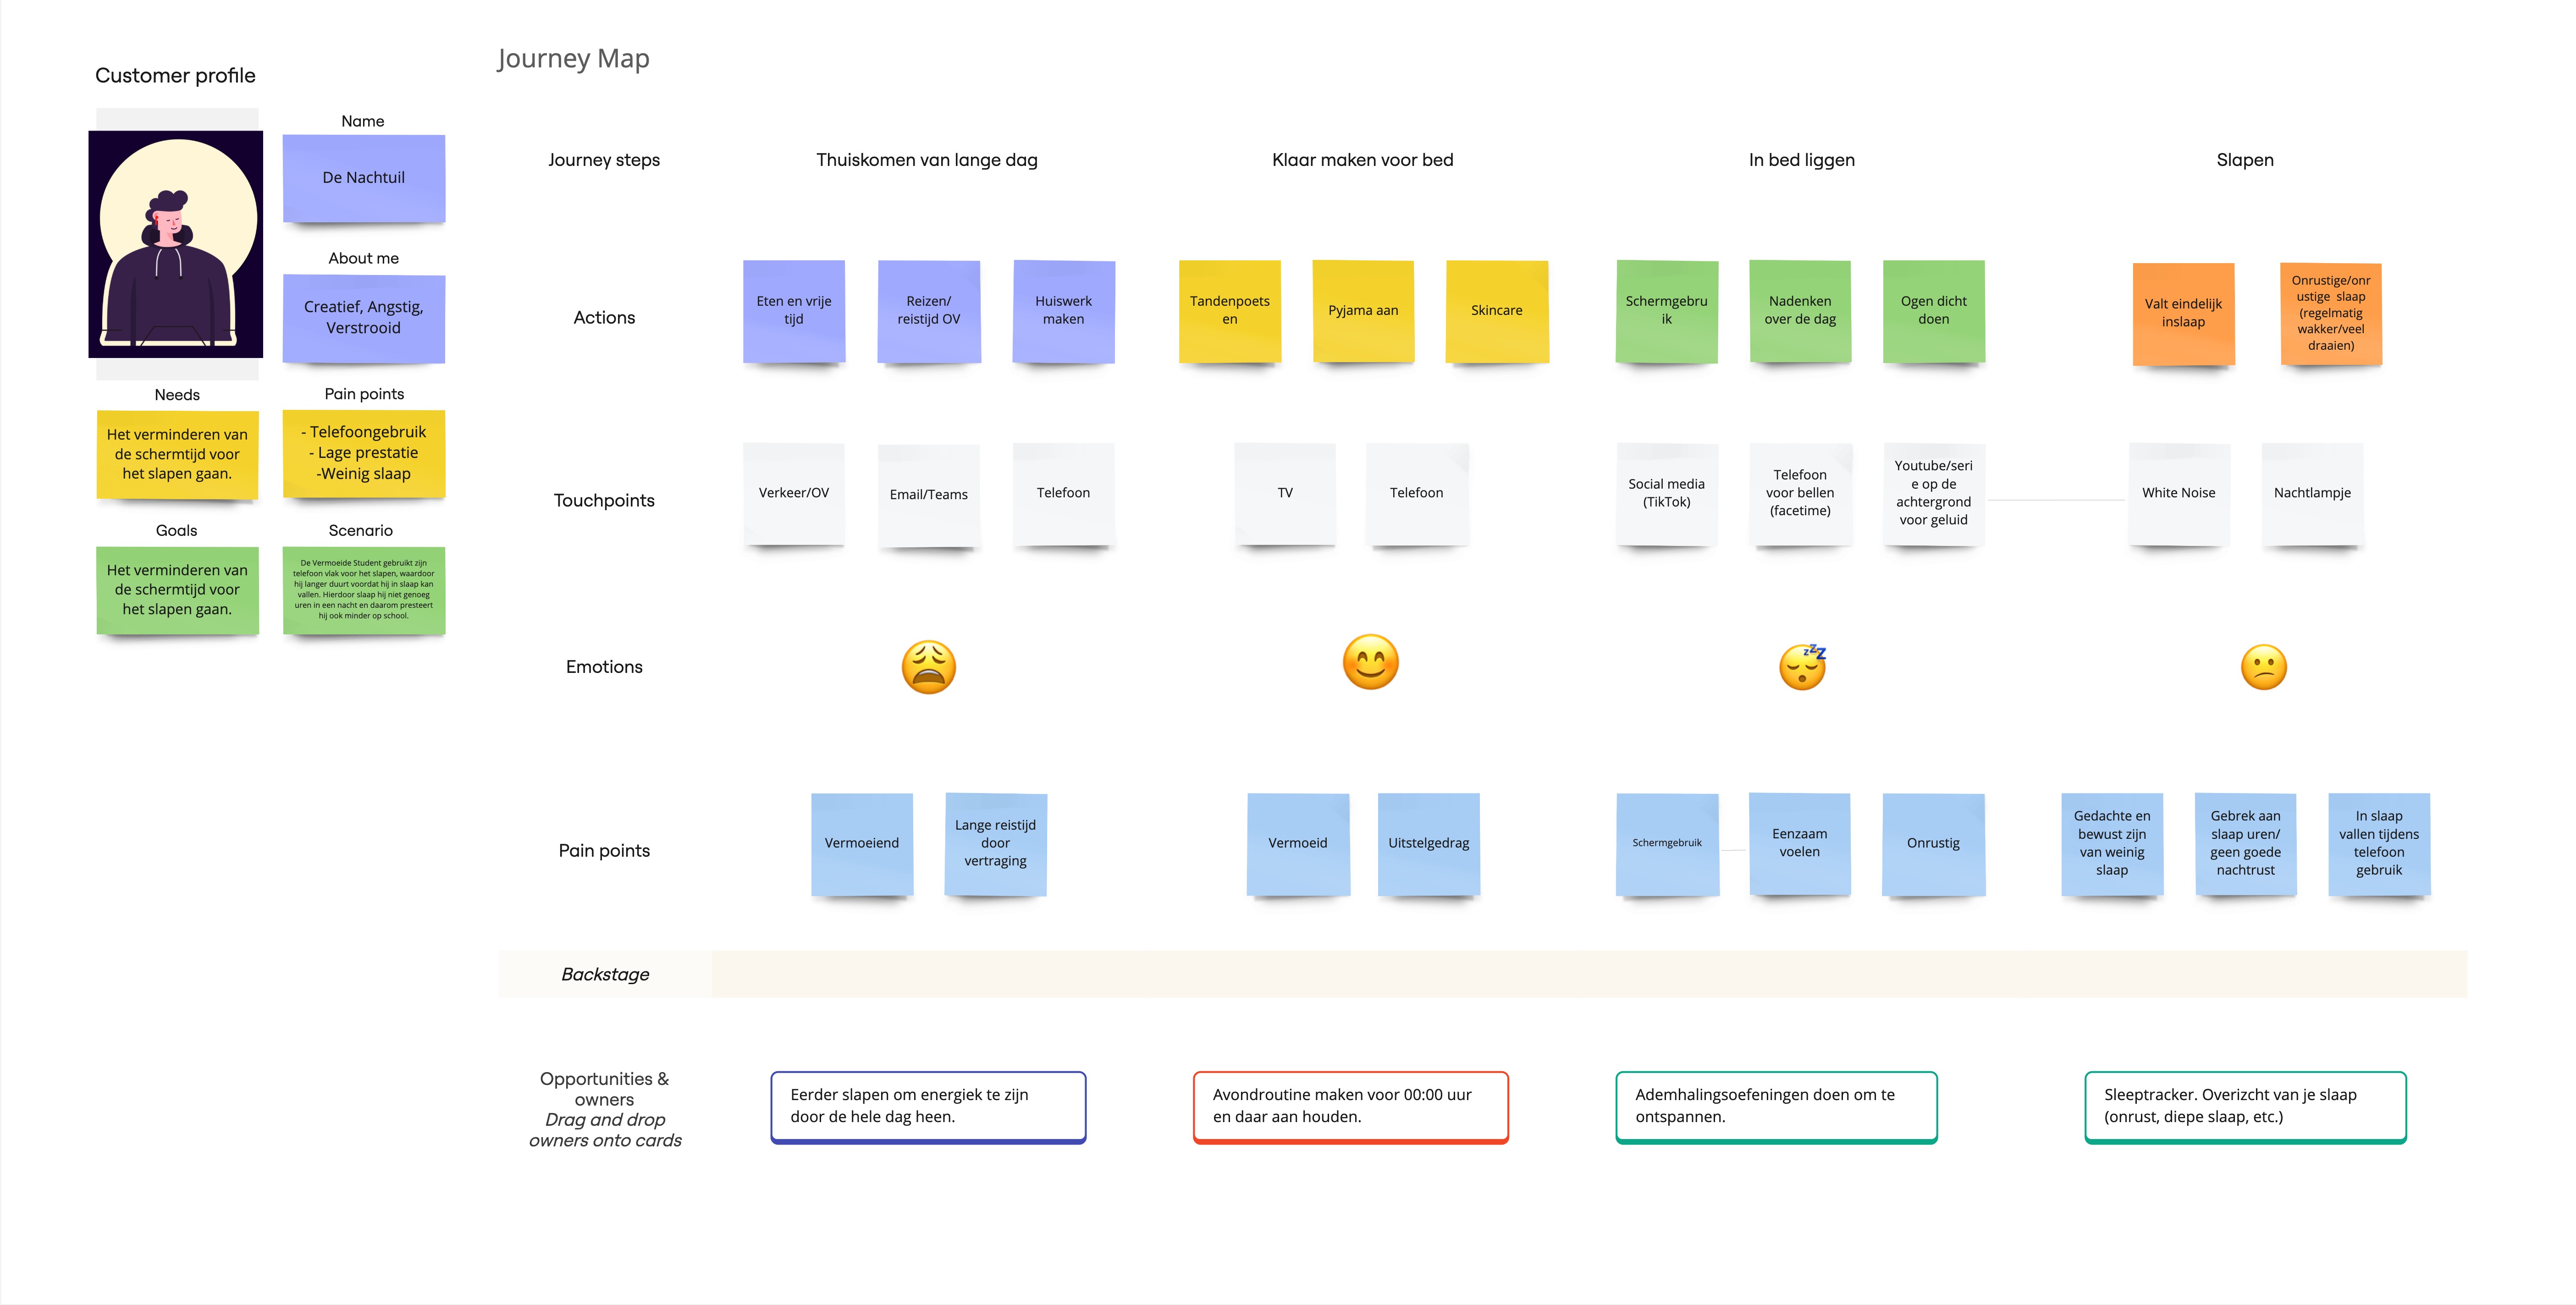 Journey Map
Customer profile
Name
De Nachtuil
About me
Creatief, Angstig,
Verstrooid
Needs
Het verminderen van
de schermtijd voor
het slapen gaan.
Pain points
- Telefoongebruik
- Lage prestatie
-Weinig slaap
Goals
Het verminderen van
de schermtijd voor
het slapen gaan.
Scenario
De Vermoeide Student gebruikt zijn
telefoon vlak voor het slapen, waardoor
hij langer duurt voordat hij in slaap kan
vallen. Hierdoor slaap hij niet genoeg
uren in een nacht en daarom presteert
hij ook minder op school.
Journey steps
Thuiskomen van lange dag
Klaar maken voor bed
In bed liggen
Slapen
Actions
Eten en vrije
tijd
Reizen/
reistijd OV
Huiswerk
maken
Tandenpoets
en
Pyjama aan
Skincare
Schermgebru
ik
Nadenken
over de dag
Ogen dicht
doen
Valt eindelijk
inslaap
Onrustige/onr
ustige slaap
(regelmatig
wakker/veel
draaien)
Touchpoints
Verkeer/OV
Email/Teams
Telefoon
TV
Telefoon
Social media
(TikTok)
Telefoon
voor bellen
(facetime)
Youtube/seri
e op de
achtergrond
voor geluid
White Noise
Nachtlampje
Emotions
Pain points
Vermoeiend
Lange reistijd
door
vertraging
Vermoeid
Uitstelgedrag
Schermgebruik
Eenzaam
voelen
Onrustig
Gedachte en
bewust zijn
van weinig
slaap
Gebrek aan
slaap uren/
geen goede
nachtrust
In slaap
vallen tijdens
telefoon
gebruik
Backstage
Opportunities &
owners
Drag and drop
owners onto cards
Eerder slapen om energiek te zijn
door de hele dag heen.
Avondroutine maken voor 00:00 uur
en daar aan houden.
Ademhalingsoefeningen doen om te
ontspannen.
Sleeptracker. Overizcht van je slaap
(onrust, diepe slaap, etc.)